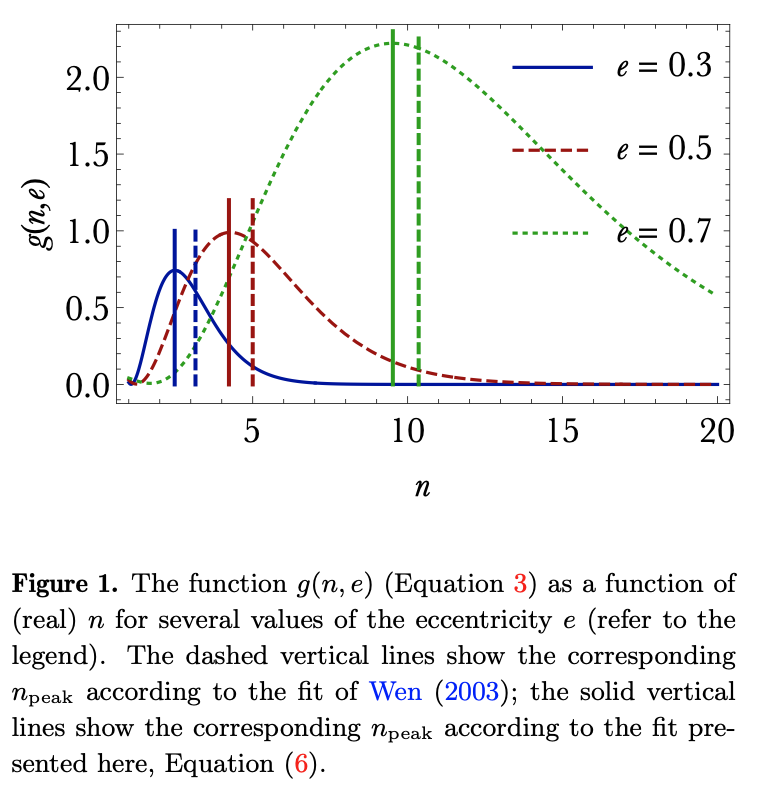 2.0
1.5
1.0
0.5
0.0
g(n,e)
e = 0.3
e = 0.5
e = 0.7
5
10
15
20
n
Figure 1. The function g(n, e) (Equation 3) as a function of
(real) n for several values of the eccentricity e (refer to the
legend). The dashed vertical lines show the corresponding
n_peak according to the fit of Wen (2003); the solid vertical
lines show the corresponding n_peak according to the fit pre-
sented here, Equation (6).